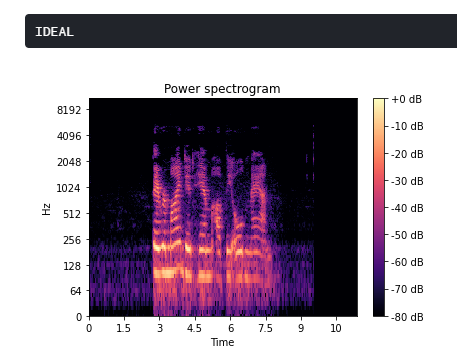 IDEAL
Power spectrogram
8192
4096
2048
1024
512
256
128
64
0
Hz
0 1.5 3 4.5 6 7.5 9 10
Time
+0 dB
-10 dB
-20 dB
-30 dB
-40 dB
-50 dB
-60 dB
-70 dB
-80 dB